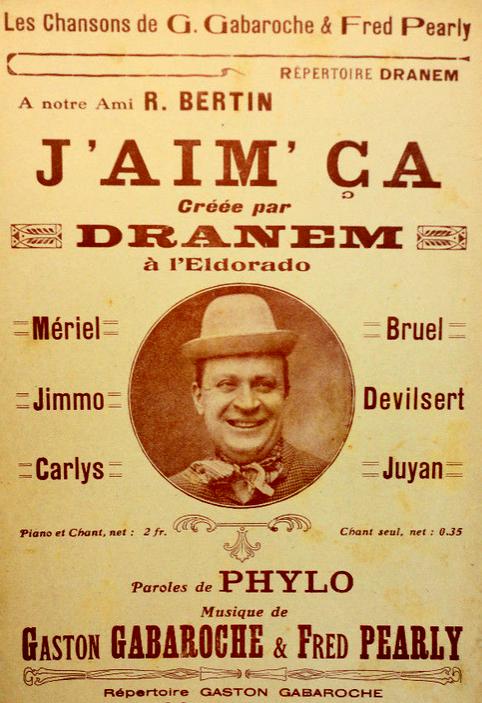 Les Chansons de G. Gabaroche & Fred Pearly
RÉPERTOIRE DRANEM
A notre Ami R. BERTIN
J'AIM' ÇA
Créée par
DRANEM
à l'Eldorado
Mériel
Bruel
Jimmo
Devilsert
Carlys
Juyan
Piano et Chant, net : 2 fr.
Chant seul, net : 0.35
Paroles de PHYLO
Musique de
GASTON GABAROCHE & FRED PEARLY
Répertoire GASTON GABAROCHE